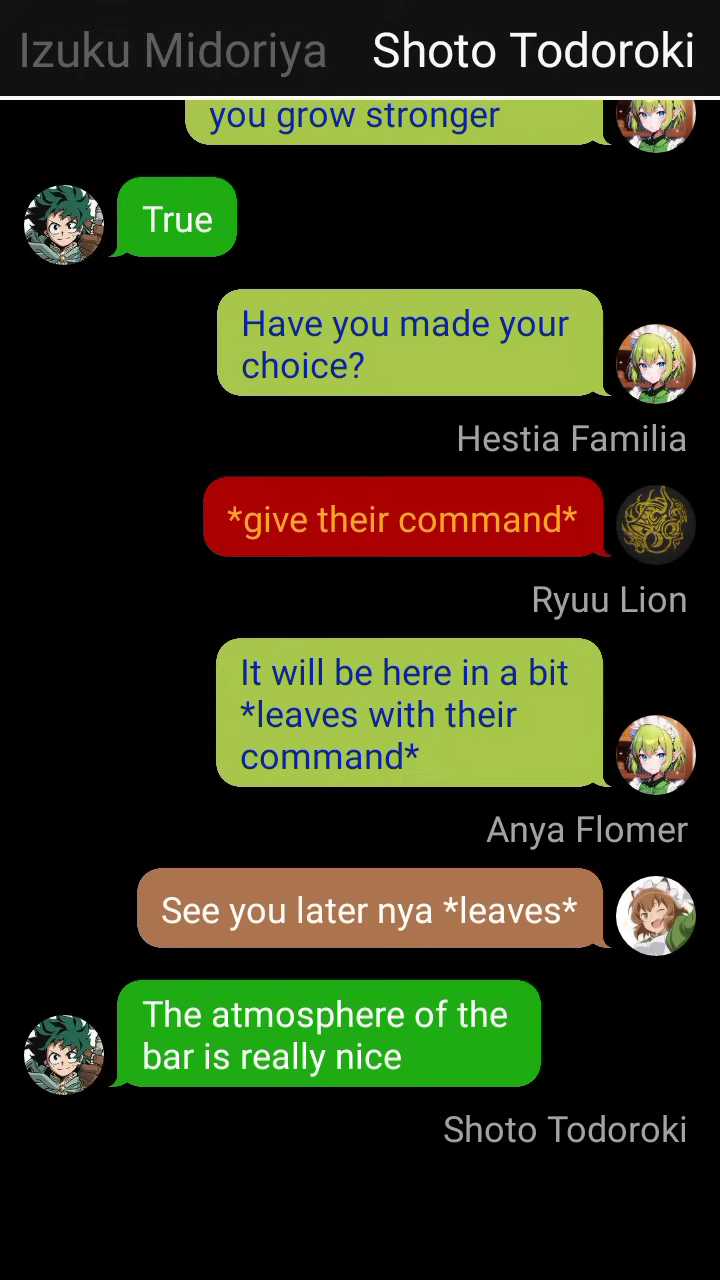 Izuku Midoriya Shoto Todoroki
you grow stronger
True
Have you made your
choice?
Hestia Familia
*give their command*
Ryuu Lion
It will be here in a bit
*leaves with their
command*
Anya Flomer
See you later nya *leaves*
The atmosphere of the
bar is really nice
Shoto Todoroki